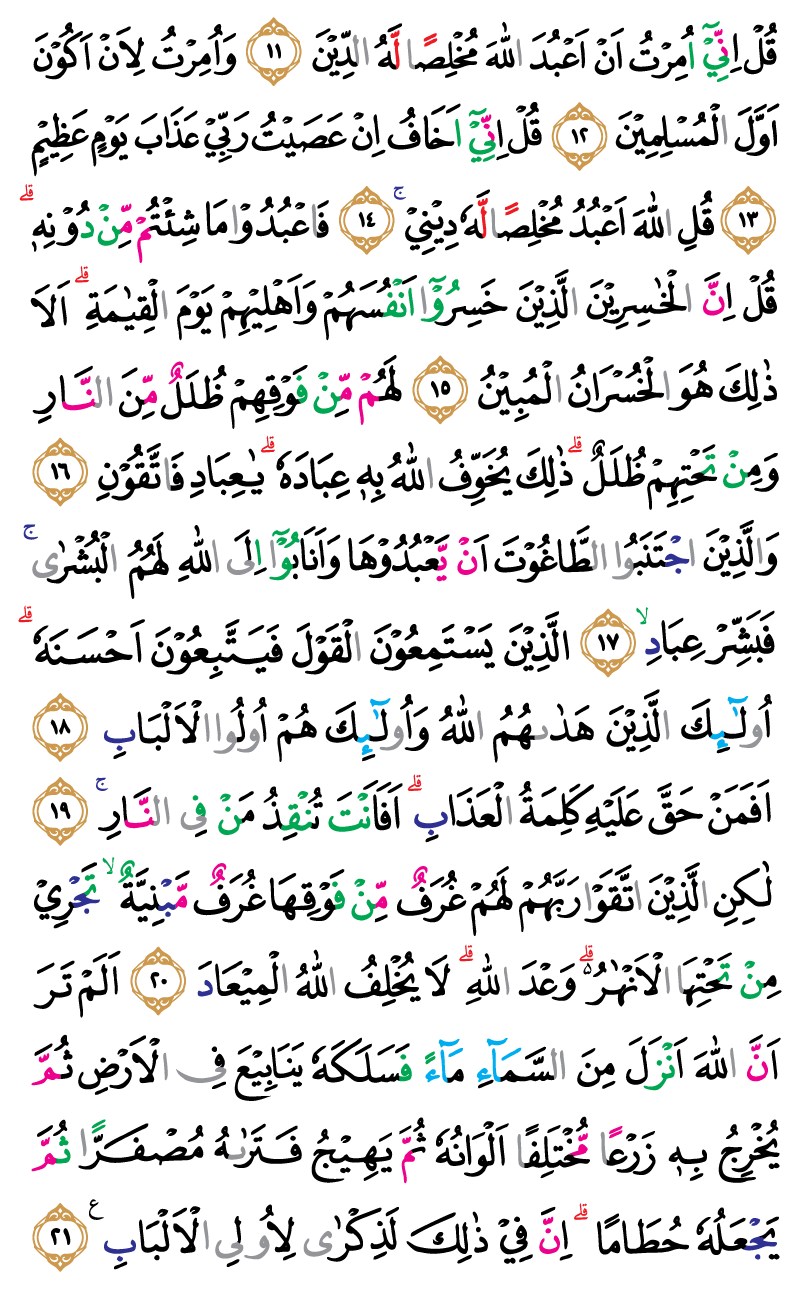 قُلْ اِنِّيْٓ اُمِرْتُ اَنْ اَعْبُدَ اللّٰهَ مُخْلِصًا لَّهُ الدِّيْنَ ۝١١ وَاُمِرْتُ لِاَنْ اَكُوْنَ
اَوَّلَ الْمُسْلِمِيْنَ ۝١٢ قُلْ اِنِّيْٓ اَخَافُ اِنْ عَصَيْتُ رَبِّيْ عَذَابَ يَوْمٍ عَظِيْمٍ
۝١٣ قُلِ اللّٰهَ اَعْبُدُ مُخْلِصًا لَّهٗ دِيْنِيْ ۚ ۝١٤ فَاعْبُدُوْا مَا شِئْتُمْ مِّنْ دُوْنِهٖ ۗ
قُلْ اِنَّ الْخٰسِرِيْنَ الَّذِيْنَ خَسِرُوْٓا اَنْفُسَهُمْ وَاَهْلِيْهِمْ يَوْمَ الْقِيٰمَةِ ۗ اَلَا
ذٰلِكَ هُوَ الْخُسْرَانُ الْمُبِيْنُ ۝١٥ لَهُمْ مِّنْ فَوْقِهِمْ ظُلَلٌ مِّنَ النَّارِ
وَمِنْ تَحْتِهِمْ ظُلَلٌ ۗ ذٰلِكَ يُخَوِّفُ اللّٰهُ بِهٖ عِبَادَهٗ ۗ يٰعِبَادِ فَاتَّقُوْنِ ۝١٦
وَالَّذِيْنَ اجْتَنَبُوا الطَّاغُوْتَ اَنْ يَّعْبُدُوْهَا وَاَنَابُوْٓا اِلَى اللّٰهِ لَهُمُ الْبُشْرٰى ۚ
فَبَشِّرْ عِبَادِ ۙ ۝١٧ الَّذِيْنَ يَسْتَمِعُوْنَ الْقَوْلَ فَيَتَّبِعُوْنَ اَحْسَنَهٗ ۗ
اُولٰۤىِٕكَ الَّذِيْنَ هَدٰىهُمُ اللّٰهُ وَاُولٰۤىِٕكَ هُمْ اُولُوا الْاَلْبَابِ ۝١٨
اَفَمَنْ حَقَّ عَلَيْهِ كَلِمَةُ الْعَذَابِ ۗ اَفَاَنْتَ تُنْقِذُ مَنْ فِى النَّارِ ۚ ۝١٩
لٰكِنِ الَّذِيْنَ اتَّقَوْا رَبَّهُمْ لَهُمْ غُرَفٌ مِّنْ فَوْقِهَا غُرَفٌ مَّبْنِيَّةٌ ۙ تَجْرِيْ
مِنْ تَحْتِهَا الْاَنْهٰرُ ەۗ وَعْدَ اللّٰهِ ۗ لَا يُخْلِفُ اللّٰهُ الْمِيْعَادَ ۝٢٠ اَلَمْ تَرَ
اَنَّ اللّٰهَ اَنْزَلَ مِنَ السَّمَاۤءِ مَاۤءً فَسَلَكَهٗ يَنَابِيْعَ فِى الْاَرْضِ ثُمَّ
يُخْرِجُ بِهٖ زَرْعًا مُّخْتَلِفًا اَلْوَانُهٗ ثُمَّ يَهِيْجُ فَتَرٰىهُ مُصْفَرًّا ثُمَّ
يَجْعَلُهٗ حُطَامًا ۗ اِنَّ فِيْ ذٰلِكَ لَذِكْرٰى لِاُولِى الْاَلْبَابِ ࣖ ۝٢١